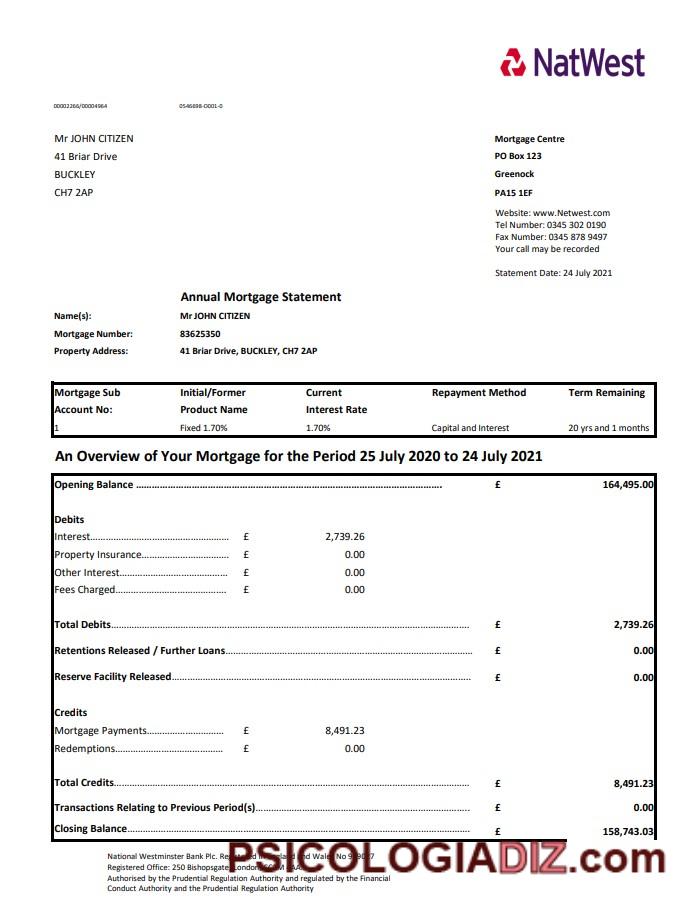 NatWest
00002266/00004964 0546698-D001-0
Mr JOHN CITIZEN
41 Briar Drive
BUCKLEY
CH7 2AP
Mortgage Centre
PO Box 123
Greenock
PA15 1EF
Website: www.Netwest.com
Tel Number: 0345 302 0190
Fax Number: 0345 878 9497
Your call may be recorded
Statement Date: 24 July 2021
Annual Mortgage Statement
Name(s): Mr JOHN CITIZEN
Mortgage Number: 83625350
Property Address: 41 Briar Drive, BUCKLEY, CH7 2AP
Mortgage Sub Initial/Former Current Repayment Method Term Remaining
Account No: Product Name Interest Rate
1 Fixed 1.70% 1.70% Capital and Interest 20 yrs and 1 months
An Overview of Your Mortgage for the Period 25 July 2020 to 24 July 2021
Opening Balance ........ £ 164,495.00
Debits
Interest........ £ 2,739.26
Property Insurance........ £ 0.00
Other Interest........ £ 0.00
Fees Charged........ £ 0.00
Total Debits........ £ 2,739.26
Retentions Released / Further Loans........ £ 0.00
Reserve Facility Released........ £ 0.00
Credits
Mortgage Payments........ £ 8,491.23
Redemptions........ £ 0.00
Total Credits........ £ 8,491.23
Transactions Relating to Previous Period(s)........ £ 0.00
Closing Balance........ £ 158,743.03
National Westminster Bank Plc. in and No
Registered Office: 250 Bishopsgate, London
Authorised by the Prudential Regulation Authority and regulated by the Financial
Conduct Authority and the Prudential Regulation Authority
PSICOLOGIADIZ.com